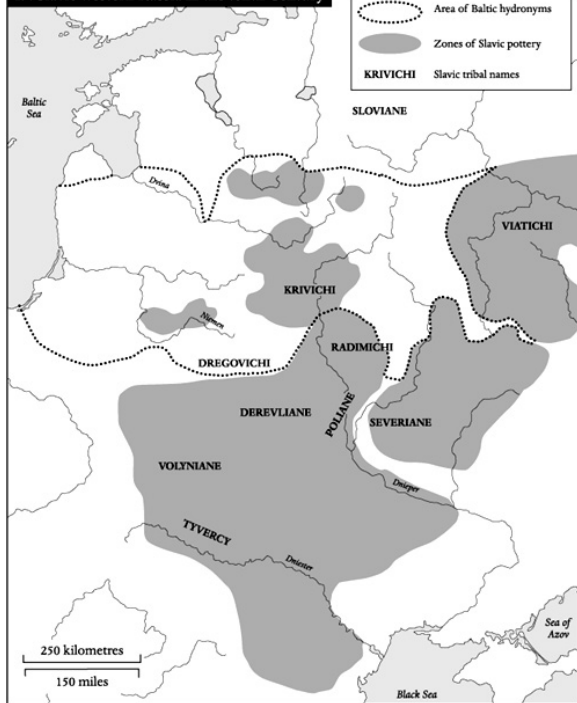 Area of Baltic hydronyms
Zones of Slavic pottery
KRIVICHI Slavic tribal names
Baltic
Sea
SLOVIANE
Dvina
VIATICHI
KRIVICHI
Niemen
RADIMICHI
DREGOVICHI
DEREVLIANE
POLIANE
SEVERIANE
VOLYNIANE
Dnieper
TYVERCY
Dniester
Sea of
Azov
250 kilometres
150 miles
Black Sea